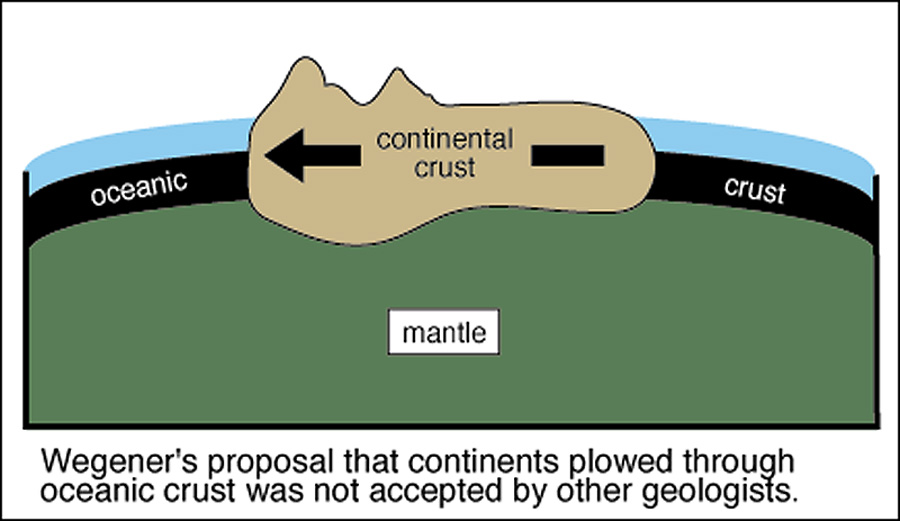 continental
crust
oceanic
crust
mantle
Wegener's proposal that continents plowed through
oceanic crust was not accepted by other geologists.